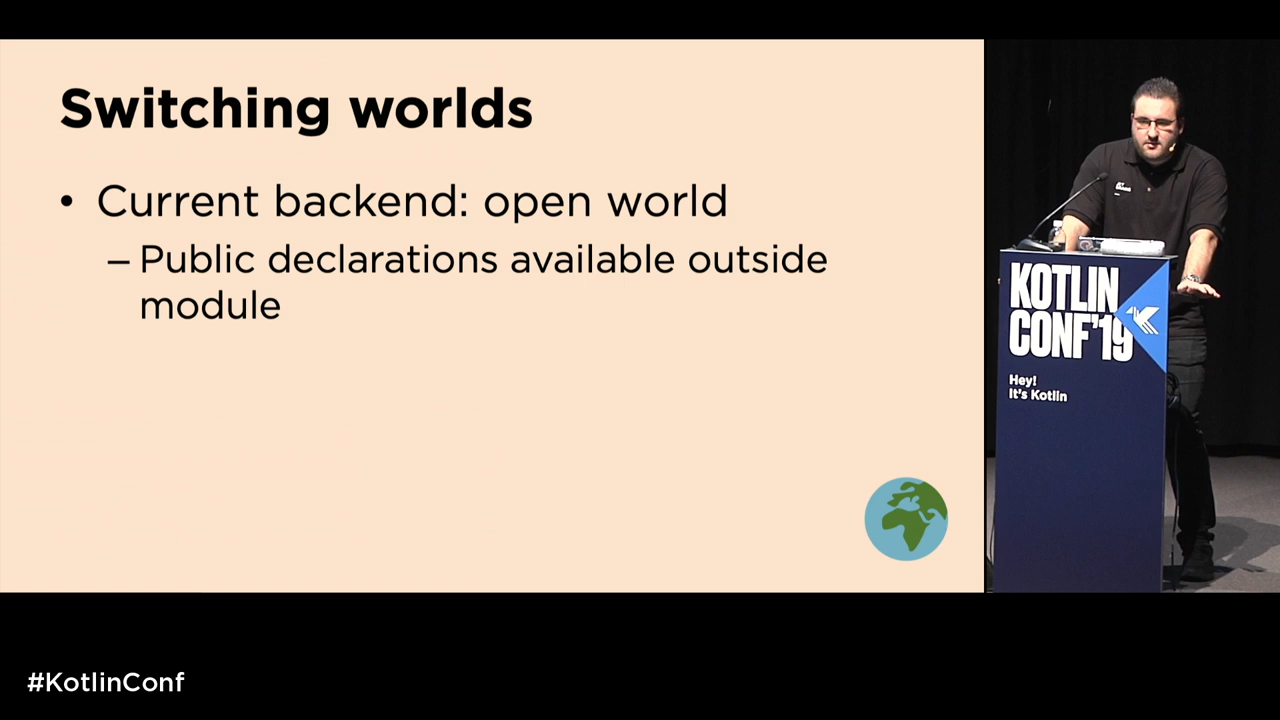 Switching worlds
• Current backend: open world
– Public declarations available outside
module
KOTLIN
CONF'19
Hey!
it's Kotlin
#KotlinConf